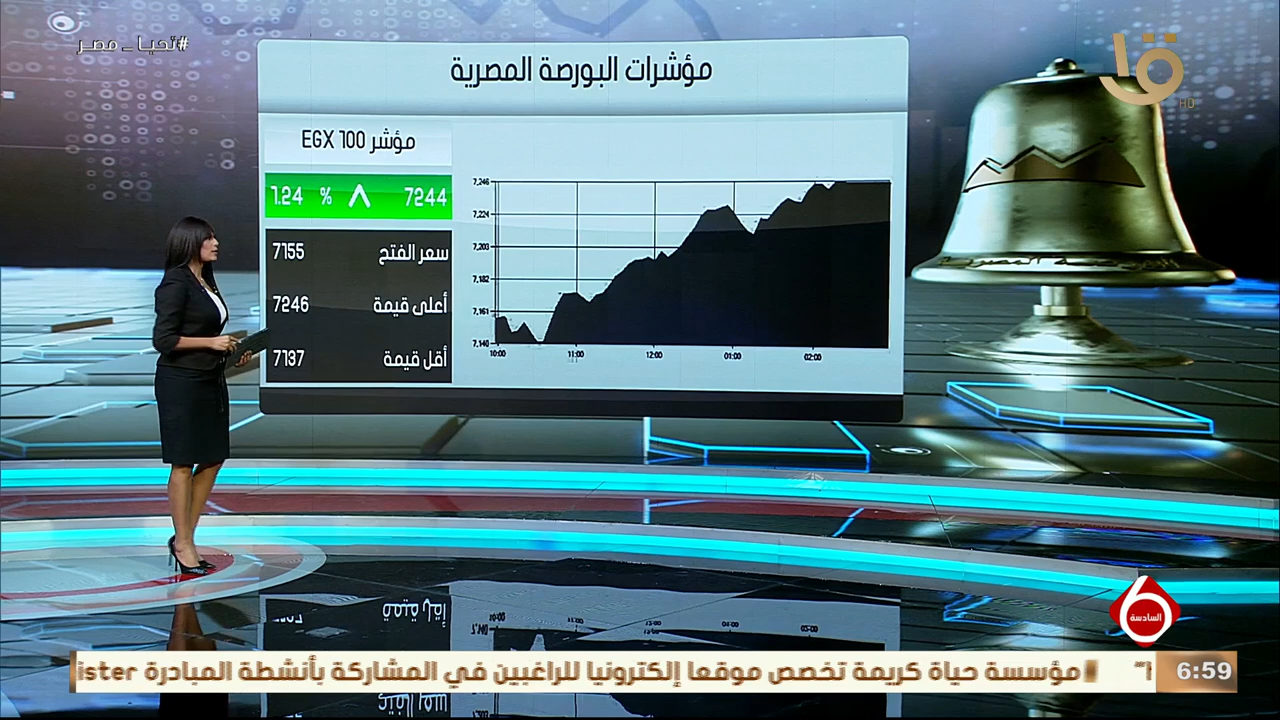 #تحيا_مصر
HD
مؤشرات البورصة المصرية
مؤشر EGX 100
7244 % 1.24
سعر الفتح 7155
أعلى قيمة 7246
أقل قيمة 7137
7,246
7,224
7,203
7,182
7,161
7,140
10:00 11:00 12:00 01:00 02:00
السادسة
6:59
مؤسسة حياة كريمة تخصص موقعا إلكترونيا للراغبين في المشاركة بأنشطة المبادرة ister